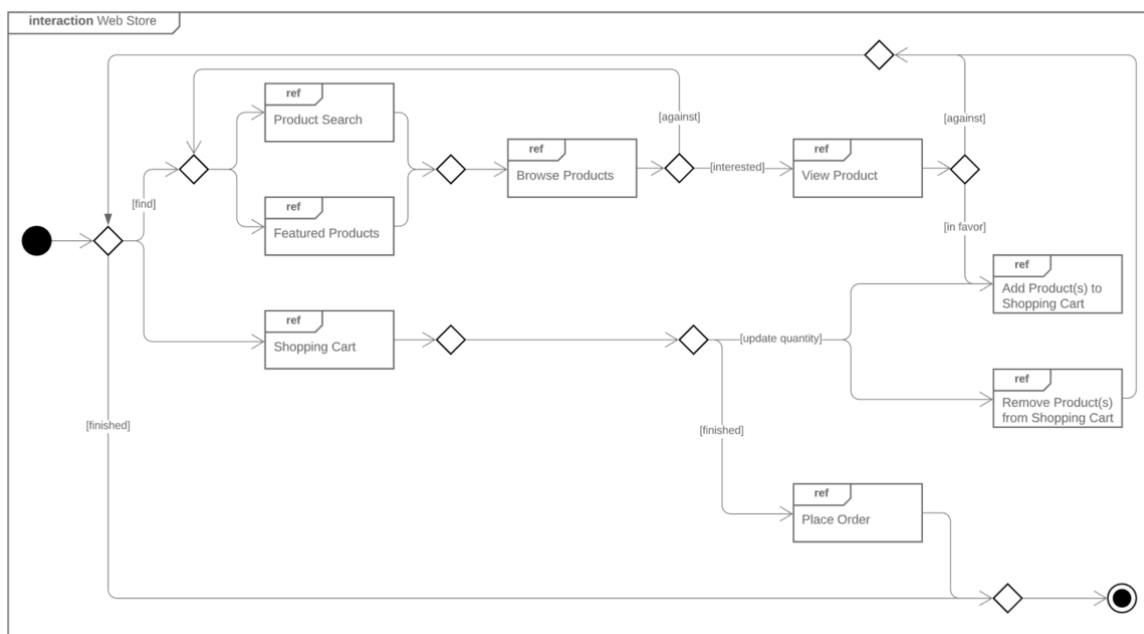 interaction Web Store
ref
Product Search
[against]
[against]
ref
Browse Products
[interested]
ref
View Product
[find]
ref
Featured Products
[in favor]
ref
Add Product(s) to
Shopping Cart
ref
Shopping Cart
[update quantity]
ref
Remove Product(s)
from Shopping Cart
[finished]
[finished]
ref
Place Order